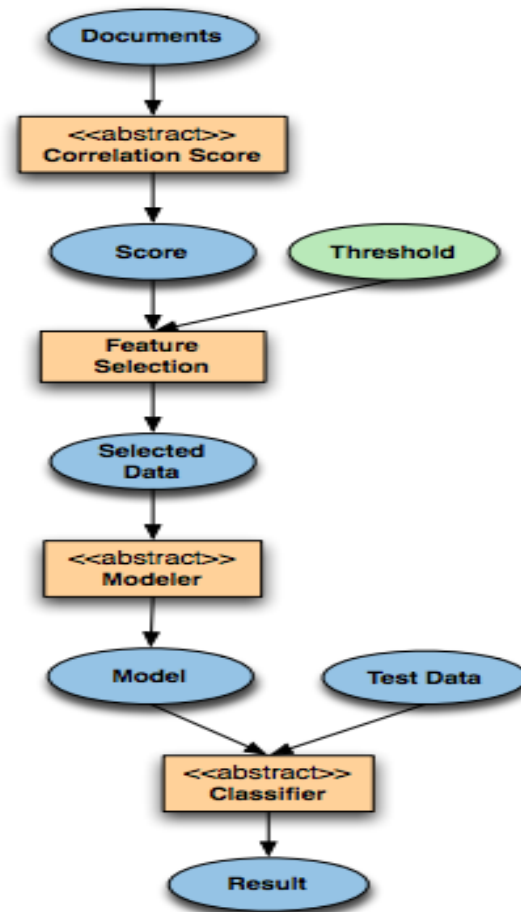 Documents
<<abstract>>
Correlation Score
Score
Threshold
Feature
Selection
Selected
Data
<<abstract>>
Modeler
Model
Test Data
<<abstract>>
Classifier
Result